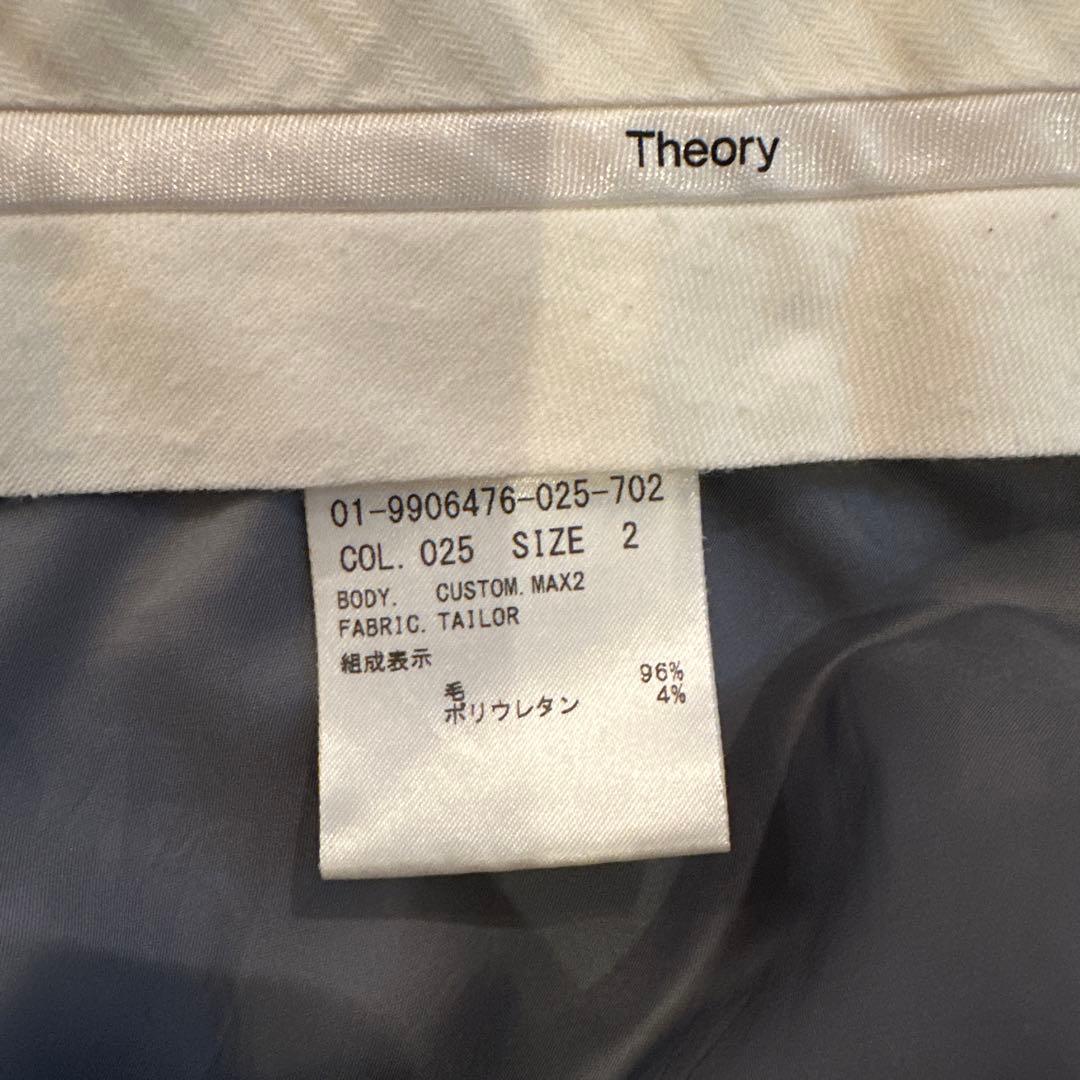 Theory
01-9906476-025-702
COL. 025 SIZE 2
BODY. CUSTOM. MAX2
FABRIC. TAILOR
組成表示
毛 96%
ポリウレタン 4%